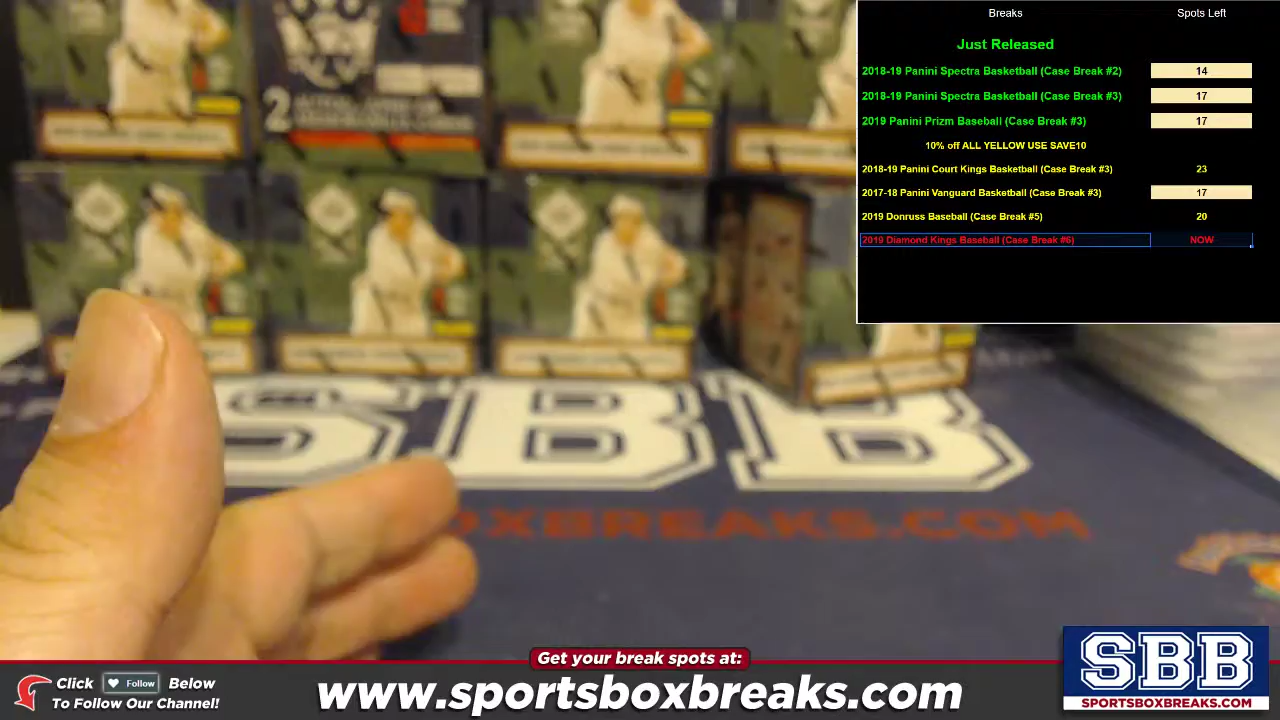 Breaks Spots Left
Just Released
2018-19 Panini Spectra Basketball (Case Break #2) 14
2018-19 Panini Spectra Basketball (Case Break #3) 17
2019 Panini Prizm Baseball (Case Break #3) 17
10% off ALL YELLOW USE SAVE10
2018-19 Panini Court Kings Basketball (Case Break #3) 23
2017-18 Panini Vanguard Basketball (Case Break #3) 17
2019 Donruss Baseball (Case Break #5) 20
2019 Diamond Kings Baseball (Case Break #6) NOW
2
SBB
OXBREAKS.COM
Get your break spots at:
Click Follow Below
To Follow Our Channel!
www.sportsboxbreaks.com
SBB
SPORTSBOXBREAKS.COM